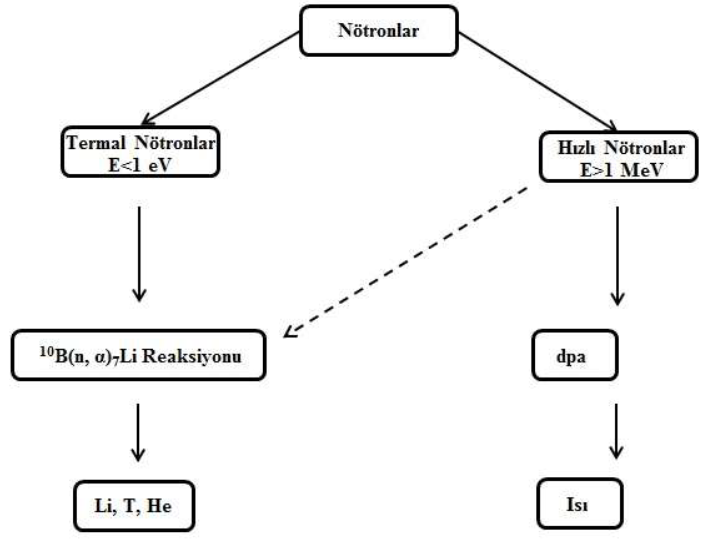 Nötronlar
Termal Nötronlar
E<1 eV
Hızlı Nötronlar
E>1 MeV
¹⁰B(n, α)₇Li Reaksiyonu
dpa
Li, T, He
Isı